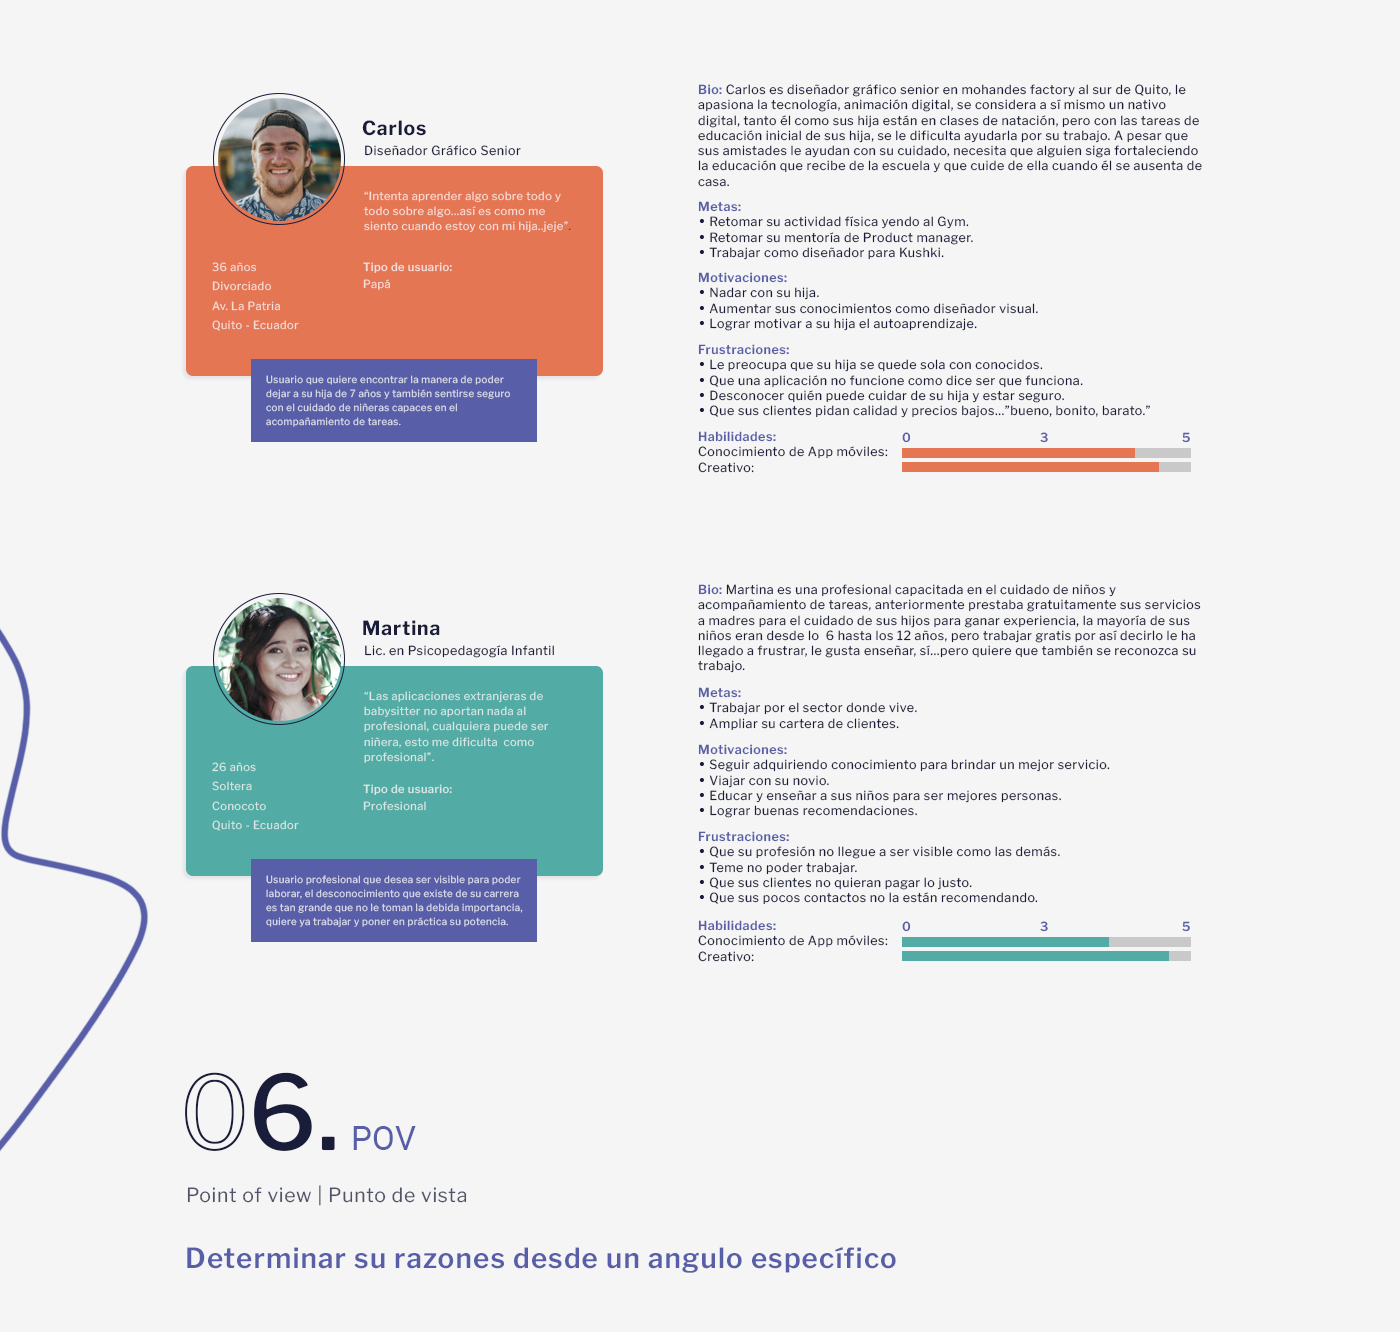 Carlos
Diseñador Gráfico Senior
“Intenta aprender algo sobre todo y
todo sobre algo...así es como me
siento cuando estoy con mi hija..jeje”.
36 años
Divorciado
Av. La Patria
Quito - Ecuador
Tipo de usuario:
Papá
Usuario que quiere encontrar la manera de poder
dejar a su hija de 7 años y también sentirse seguro
con el cuidado de niñeras capaces en el
acompañamiento de tareas.
Bio: Carlos es diseñador gráfico senior en mohandes factory al sur de Quito, le
apasiona la tecnología, animación digital, se considera a sí mismo un nativo
digital, tanto él como sus hija están en clases de natación, pero con las tareas de
educación inicial de sus hija, se le dificulta ayudarla por su trabajo. A pesar que
sus amistades le ayudan con su cuidado, necesita que alguien siga fortaleciendo
la educación que recibe de la escuela y que cuide de ella cuando él se ausenta de
casa.
Metas:
• Retomar su actividad física yendo al Gym.
• Retomar su mentoría de Product manager.
• Trabajar como diseñador para Kushki.
Motivaciones:
• Nadar con su hija.
• Aumentar sus conocimientos como diseñador visual.
• Lograr motivar a su hija el autoaprendizaje.
Frustraciones:
• Le preocupa que su hija se quede sola con conocidos.
• Que una aplicación no funcione como dice ser que funciona.
• Desconocer quién puede cuidar de su hija y estar seguro.
• Que sus clientes pidan calidad y precios bajos...”bueno, bonito, barato.”
Habilidades: 0 3 5
Conocimiento de App móviles:
Creativo:
Martina
Lic. en Psicopedagogía Infantil
“Las aplicaciones extranjeras de
babysitter no aportan nada al
profesional, cualquiera puede ser
niñera, esto me dificulta  como
profesional”.
26 años
Soltera
Conocoto
Quito - Ecuador
Tipo de usuario:
Profesional
Usuario profesional que desea ser visible para poder
laborar, el desconocimiento que existe de su carrera
es tan grande que no le toman la debida importancia,
quiere ya trabajar y poner en práctica su potencia.
Bio: Martina es una profesional capacitada en el cuidado de niños y
acompañamiento de tareas, anteriormente prestaba gratuitamente sus servicios
a madres para el cuidado de sus hijos para ganar experiencia, la mayoría de sus
niños eran desde lo  6 hasta los 12 años, pero trabajar gratis por así decirlo le ha
llegado a frustrar, le gusta enseñar, sí...pero quiere que también se reconozca su
trabajo.
Metas:
• Trabajar por el sector donde vive.
• Ampliar su cartera de clientes.
Motivaciones:
• Seguir adquiriendo conocimiento para brindar un mejor servicio.
• Viajar con su novio.
• Educar y enseñar a sus niños para ser mejores personas.
• Lograr buenas recomendaciones.
Frustraciones:
• Que su profesión no llegue a ser visible como las demás.
• Teme no poder trabajar.
• Que sus clientes no quieran pagar lo justo.
• Que sus pocos contactos no la están recomendando.
Habilidades: 0 3 5
Conocimiento de App móviles:
Creativo:
06. POV
Point of view | Punto de vista
Determinar su razones desde un angulo específico